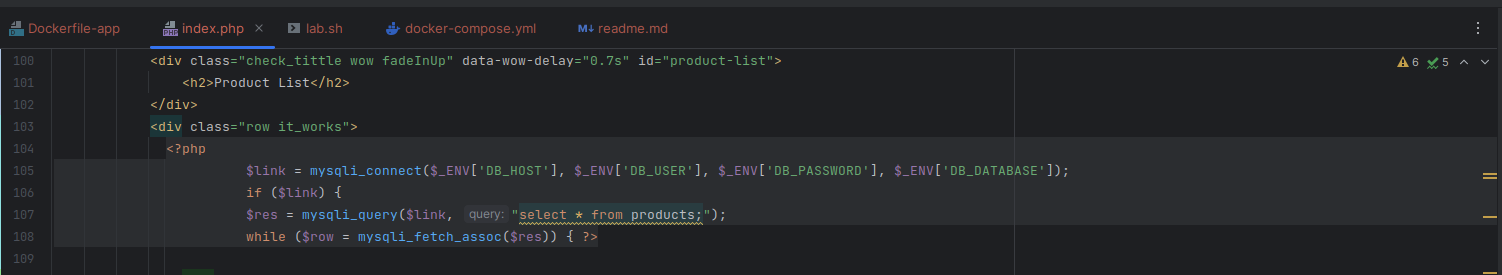 Dockerfile-app index.php × lab.sh docker-compose.yml M↓ readme.md
100 <div class="check_tittle wow fadeInUp" data-wow-delay="0.7s" id="product-list"> 6 5
101 <h2>Product List</h2>
102 </div>
103 <div class="row it_works">
104 <?php
105 $link = mysqli_connect($_ENV['DB_HOST'], $_ENV['DB_USER'], $_ENV['DB_PASSWORD'], $_ENV['DB_DATABASE']);
106 if ($link) {
107 $res = mysqli_query($link, query: "select * from products;");
108 while ($row = mysqli_fetch_assoc($res)) { ?>
109